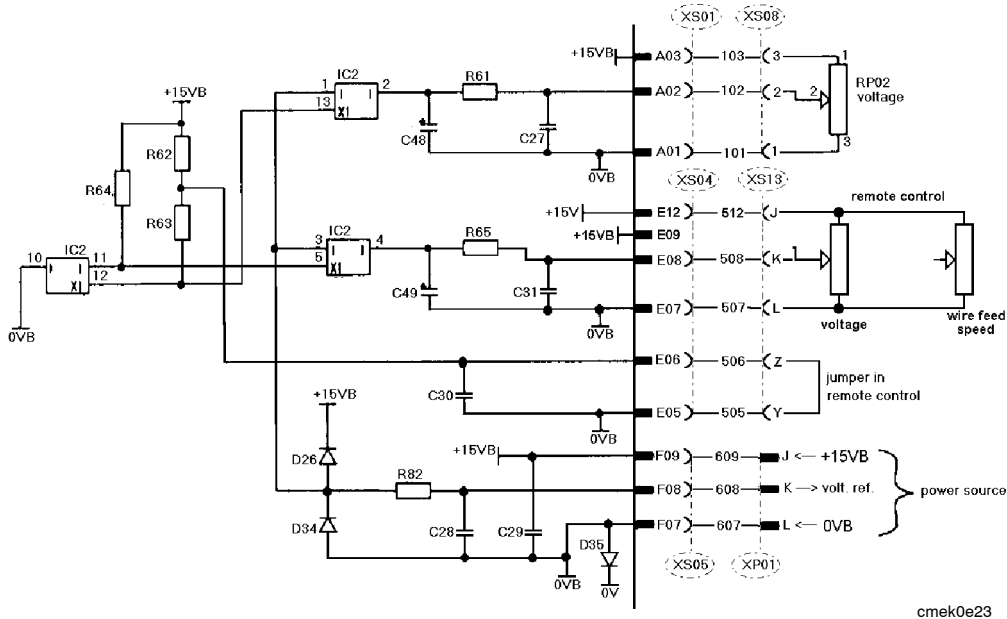 XS01 XS08
+15VB A03 103 3 1
1 IC2 2 R61 A02 102 2 2 RP02
voltage
13 X1
+15VB
C48 C27
R62
0VB A01 101 1 3
R64
XS04 XS13
R63
+15V E12 512 J remote control
+15VB E09
3 IC2 4 R65 E08 508 K
5 X1
10 IC2 11
X1 12
C49 C31
0VB E07 507 L
0VB voltage wire feed
speed
E06 506 Z
+15VB C30 jumper in
remote control
0VB E05 505 Y
D26 +15VB F09 609 J <— +15VB
R82 F08 608 K —> volt. ref. power source
D34 C28 C29 F07 607 L <— 0VB
D35
0VB 0V XS05 XP01
cmek0e23